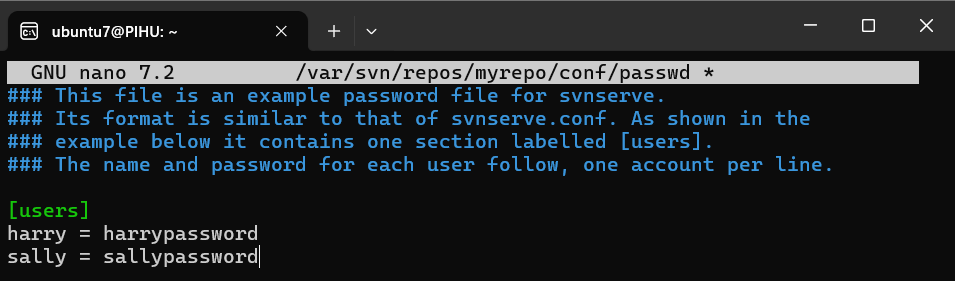 ubuntu7@PIHU: ~
GNU nano 7.2 /var/svn/repos/myrepo/conf/passwd *
### This file is an example password file for svnserve.
### Its format is similar to that of svnserve.conf. As shown in the
### example below it contains one section labelled [users].
### The name and password for each user follow, one account per line.
[users]
harry = harrypassword
sally = sallypassword